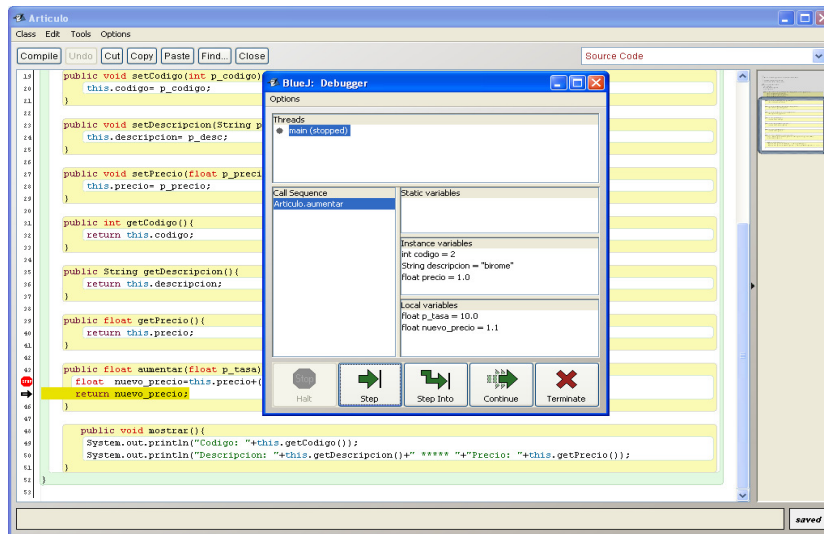 Articulo
Class Edit Tools Options
Compile Undo Cut Copy Paste Find... Close Source Code
19 public void setCodigo(int p_codigo)
20 this.codigo= p_codigo;
21 }
22
23 public void setDescripcion(String p
24 this.descripcion= p_desc;
25 }
26
27 public void setPrecio(float p_preci
28 this.precio= p_precio;
29 }
30
31 public int getCodigo(){
32 return this.codigo;
33 }
34
35 public String getDescripcion(){
36 return this.descripcion;
37 }
38
39 public float getPrecio(){
40 return this.precio;
41 }
42
43 public float aumentar(float p_tasa)
STOP float nuevo_precio=this.precio+(
return nuevo_precio;
46 }
47
48 public void mostrar(){
49 System.out.println("Codigo: "+this.getCodigo());
50 System.out.println("Descripcion: "+this.getDescripcion()+" ***** "+"Precio: "+this.getPrecio());
51 }
52 }
53
saved
BlueJ: Debugger
Options
Threads
main (stopped)
Call Sequence
Articulo.aumentar
Static variables
Instance variables
int codigo = 2
String descripcion = "birome"
float precio = 1.0
Local variables
float p_tasa = 10.0
float nuevo_precio = 1.1
Stop
Halt Step Step Into Continue Terminate